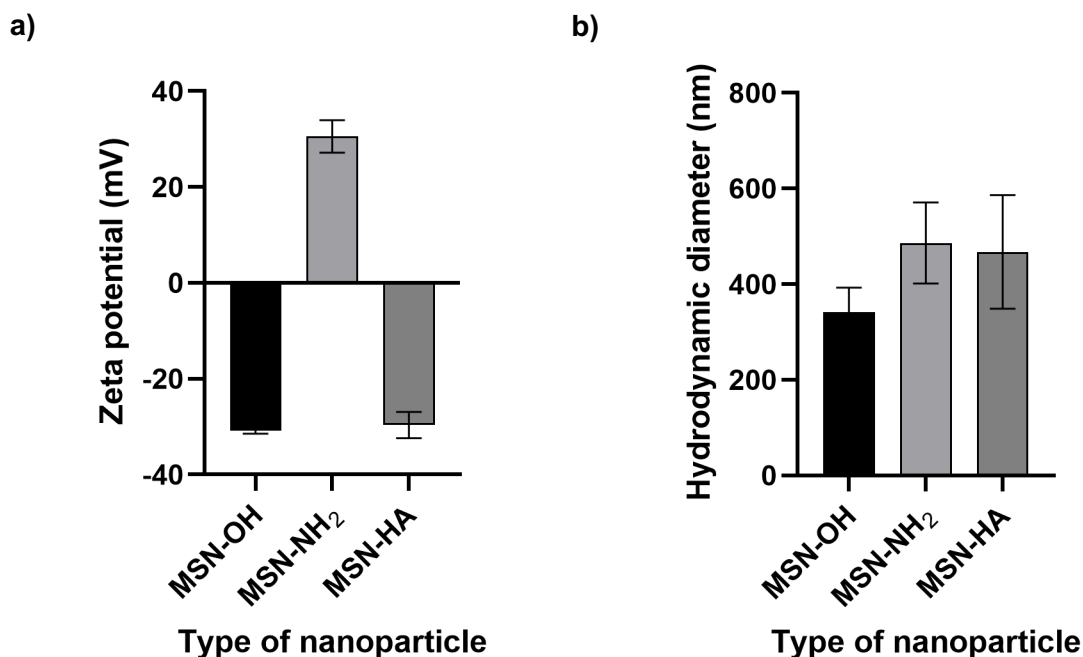 a)
Zeta potential (mV)
40
20
0
-20
-40
MSN-OH
MSN-NH₂
MSN-HA
Type of nanoparticle
b)
Hydrodynamic diameter (nm)
800
600
400
200
0
MSN-OH
MSN-NH₂
MSN-HA
Type of nanoparticle